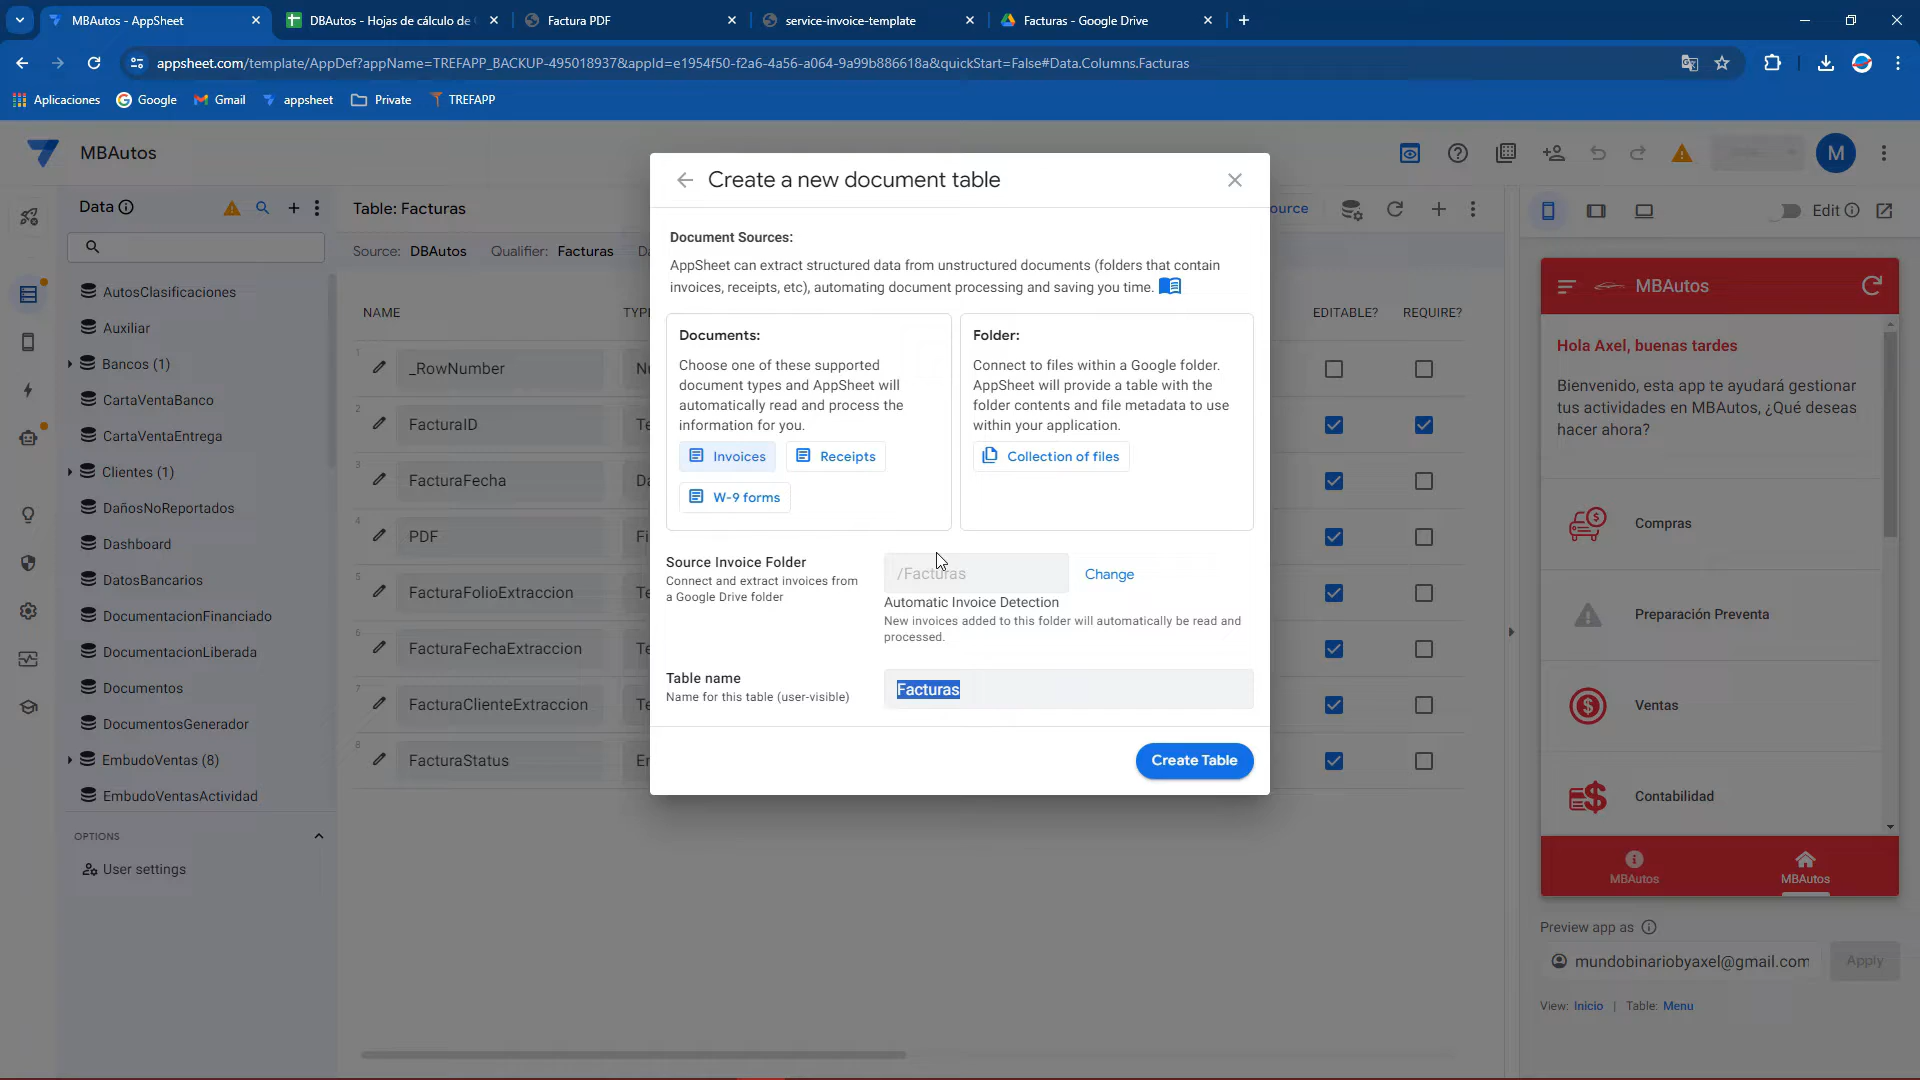 MBAutos - AppSheet
DBAutos - Hojas de cálculo de
Factura PDF
service-invoice-template
Facturas - Google Drive
appsheet.com/template/AppDef?appName=TREFAPP_BACKUP-495018937&appId=e1954f50-f2a6-4a56-a064-9a99b886618a&quickStart=False#Data.Columns.Facturas
Aplicaciones
Google
Gmail
appsheet
Private
TREFAPP
MBAutos
M
Data
AutosClasificaciones
Auxiliar
Bancos (1)
CartaVentaBanco
CartaVentaEntrega
Clientes (1)
DañosNoReportados
Dashboard
DatosBancarios
DocumentacionFinanciado
DocumentacionLiberada
Documentos
DocumentosGenerador
EmbudoVentas (8)
EmbudoVentasActividad
OPTIONS
User settings
Table: Facturas
ource
Source: DBAutos Qualifier: Facturas
NAME
EDITABLE? REQUIRE?
1
_RowNumber
2
FacturaID
3
FacturaFecha
4
PDF
5
FacturaFolioExtraccion
6
FacturaFechaExtraccion
7
FacturaClienteExtraccion
8
FacturaStatus
Create a new document table
Document Sources:
AppSheet can extract structured data from unstructured documents (folders that contain
invoices, receipts, etc), automating document processing and saving you time.
Documents:
Choose one of these supported
document types and AppSheet will
automatically read and process the
information for you.
Invoices
Receipts
W-9 forms
Folder:
Connect to files within a Google folder.
AppSheet will provide a table with the
folder contents and file metadata to use
within your application.
Collection of files
Source Invoice Folder
Connect and extract invoices from
a Google Drive folder
/Facturas
Change
Automatic Invoice Detection
New invoices added to this folder will automatically be read and
processed.
Table name
Name for this table (user-visible)
Facturas
Create Table
Edit
MBAutos
Hola Axel, buenas tardes
Bienvenido, esta app te ayudará gestionar
tus actividades en MBAutos, ¿Qué deseas
hacer ahora?
Compras
Preparación Preventa
Ventas
Contabilidad
MBAutos
MBAutos
Preview app as
mundobinariobyaxel@gmail.com
Apply
View: Inicio | Table: Menu